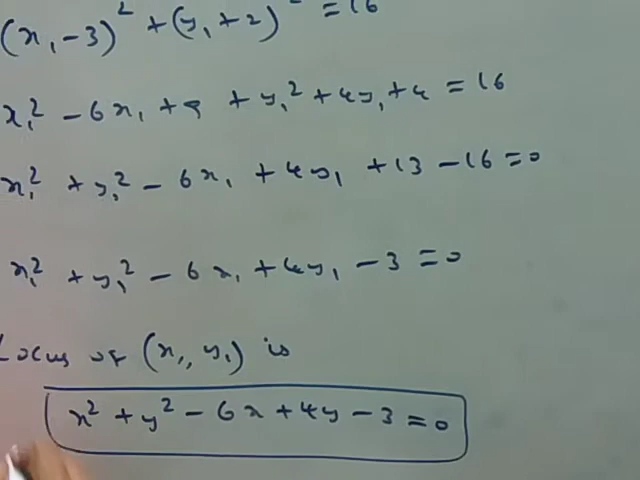 (x₁-3)² + (y₁+2)² = 16
x₁² - 6x₁ + 9 + y₁² + 4y₁ + 4 = 16
x₁² + y₁² - 6x₁ + 4y₁ + 13 - 16 = 0
x₁² + y₁² - 6x₁ + 4y₁ - 3 = 0
Locus of (x₁, y₁) is
x² + y² - 6x + 4y - 3 = 0